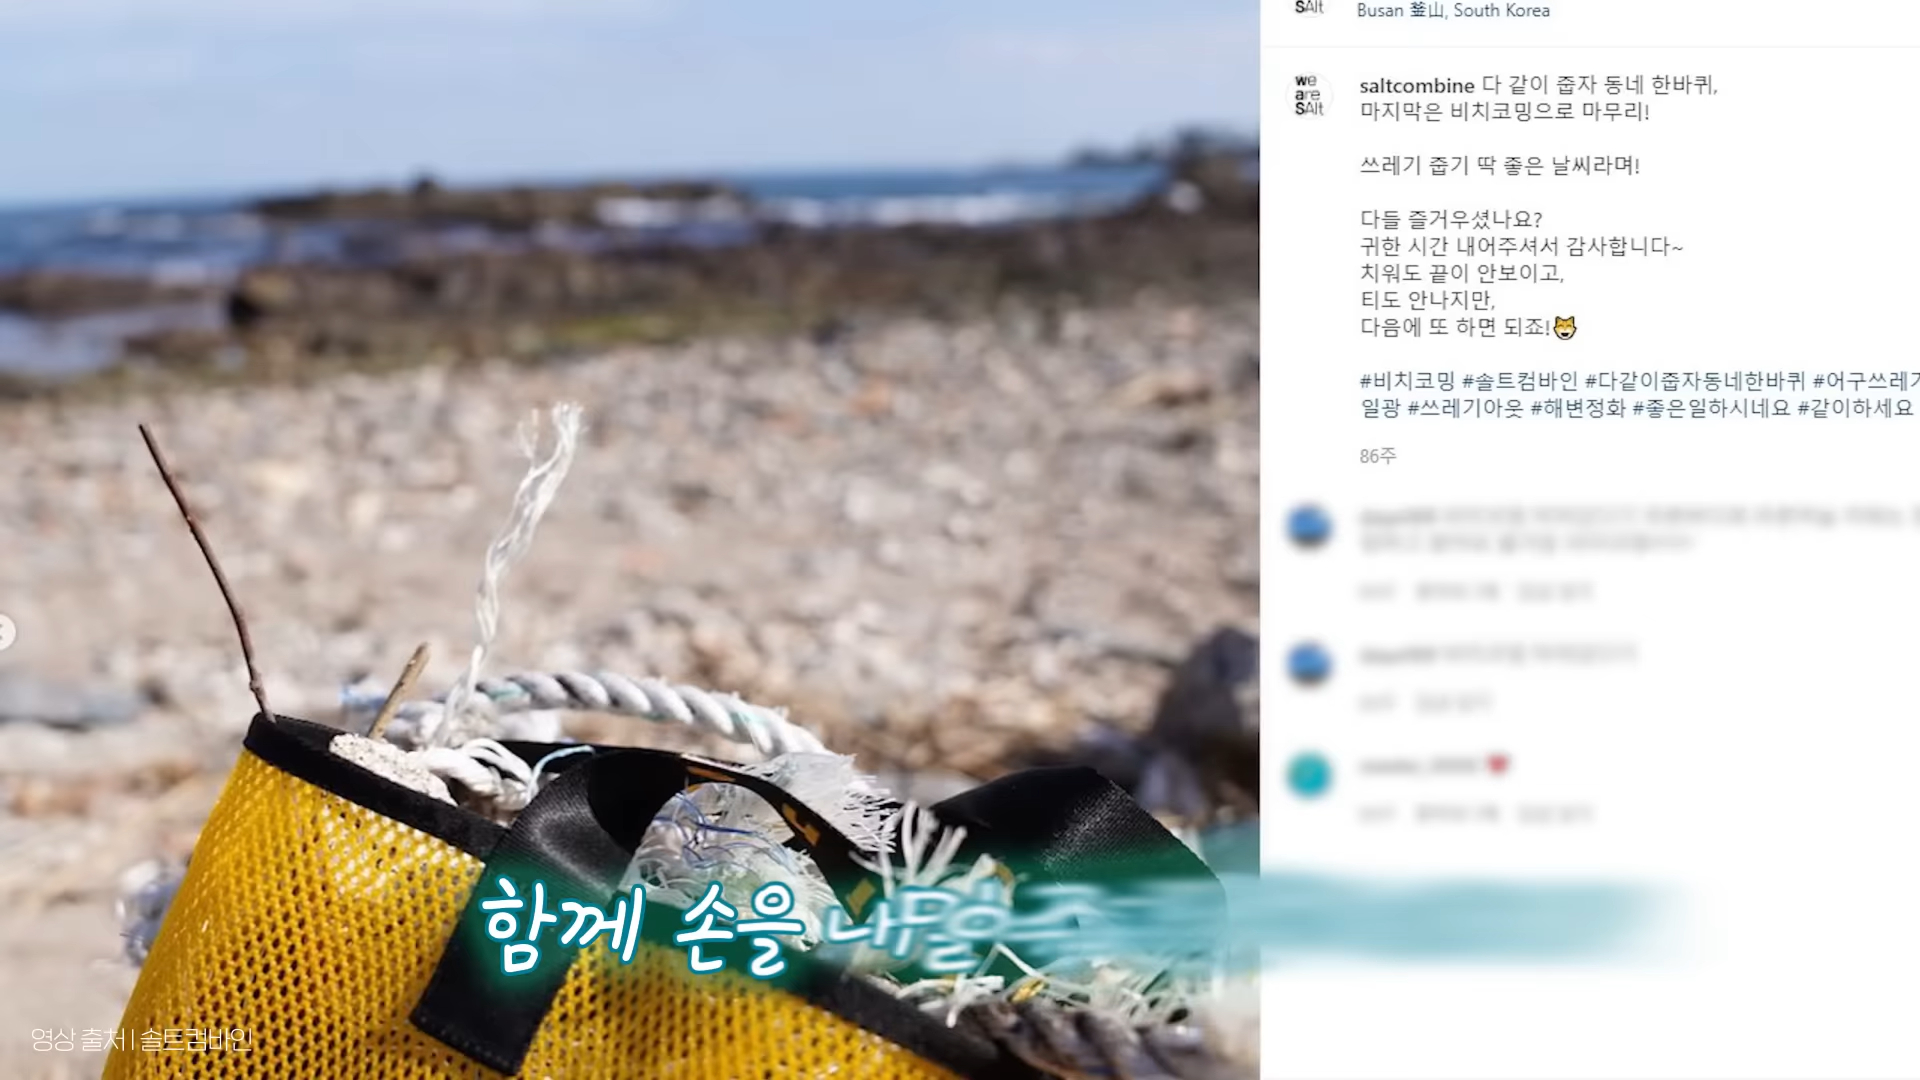 SAlt
Busan 釜山, South Korea
we
are
SAlt
saltcombine 다 같이 줍자 동네 한바퀴,
마지막은 비치코밍으로 마무리!
쓰레기 줍기 딱 좋은 날씨라며!
다들 즐거우셨나요?
귀한 시간 내어주셔서 감사합니다~
치워도 끝이 안보이고,
티도 안나지만,
다음에 또 하면 되죠!😹
#비치코밍 #솔트컴바인 #다같이줍자동네한바퀴 #어구쓰레기
일광 #쓰레기아웃 #해변정화 #좋은일하시네요 #같이하세요
86주
함께 손을
영상 출처 | 솔트컴바인